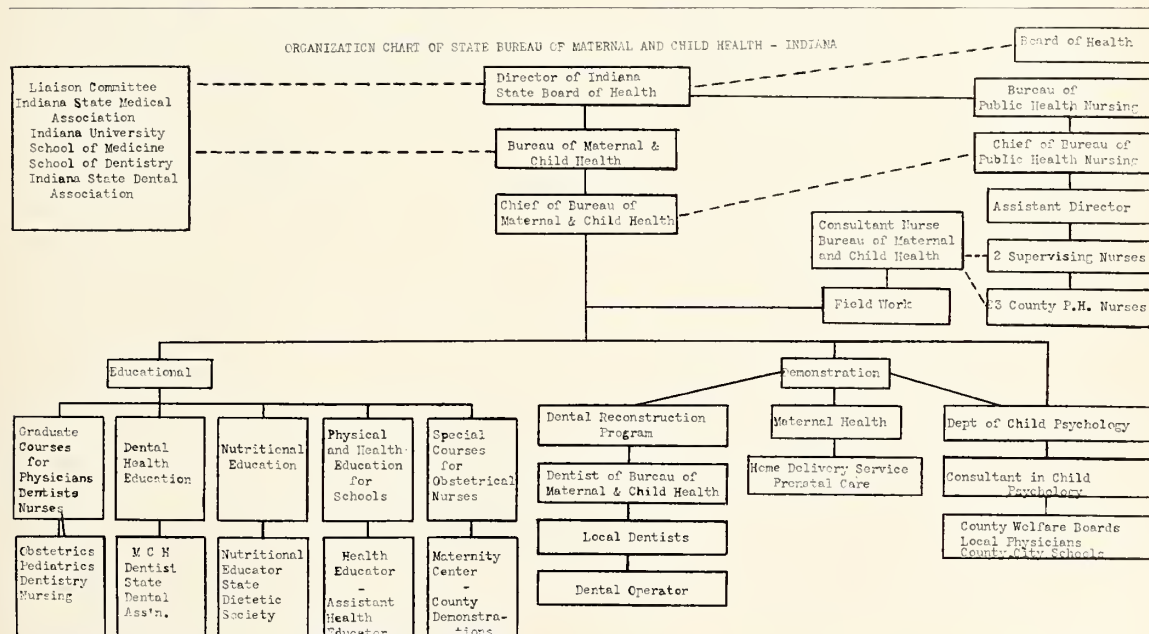 ORGANIZATION CHART OF STATE BUREAU OF MATERNAL AND CHILD HEALTH - INDIANA
Board of Health
Liaison Committee
Indiana State Medical
Association
Indiana University
School of Medicine
School of Dentistry
Indiana State Dental
Association
Director of Indiana
State Board of Health
Bureau of
Public Health Nursing
Bureau of Maternal &
Child Health
Chief of Bureau of
Public Health Nursing
Chief of Bureau of
Maternal & Child Health
Assistant Director
Consultant Nurse
Bureau of Maternal
and Child Health
2 Supervising Nurses
Field Work
23 County P.H. Nurses
Educational
Demonstration
Graduate
Courses
for
Physicians
Dentists
Nurses
Dental
Health
Education
Nutritional
Education
Physical
and Health
Education
for
Schools
Special
Courses
for
Obstetrical
Nurses
Obstetrics
Pediatrics
Dentistry
Nursing
M C H
Dentist
State
Dental
Ass'n.
Nutritional
Educator
State
Dietetic
Society
Health
Educator
-
Assistant
Health
Educator
Maternity
Center
-
County
Demonstra-
tions
Dental Reconstruction
Program
Dentist of Bureau of
Maternal & Child Health
Local Dentists
Dental Operator
Maternal Health
Home Delivery Service
Prenatal Care
Dept of Child Psychology
Consultant in Child
Psychology
County Welfare Boards
Local Physicians
County City Schools